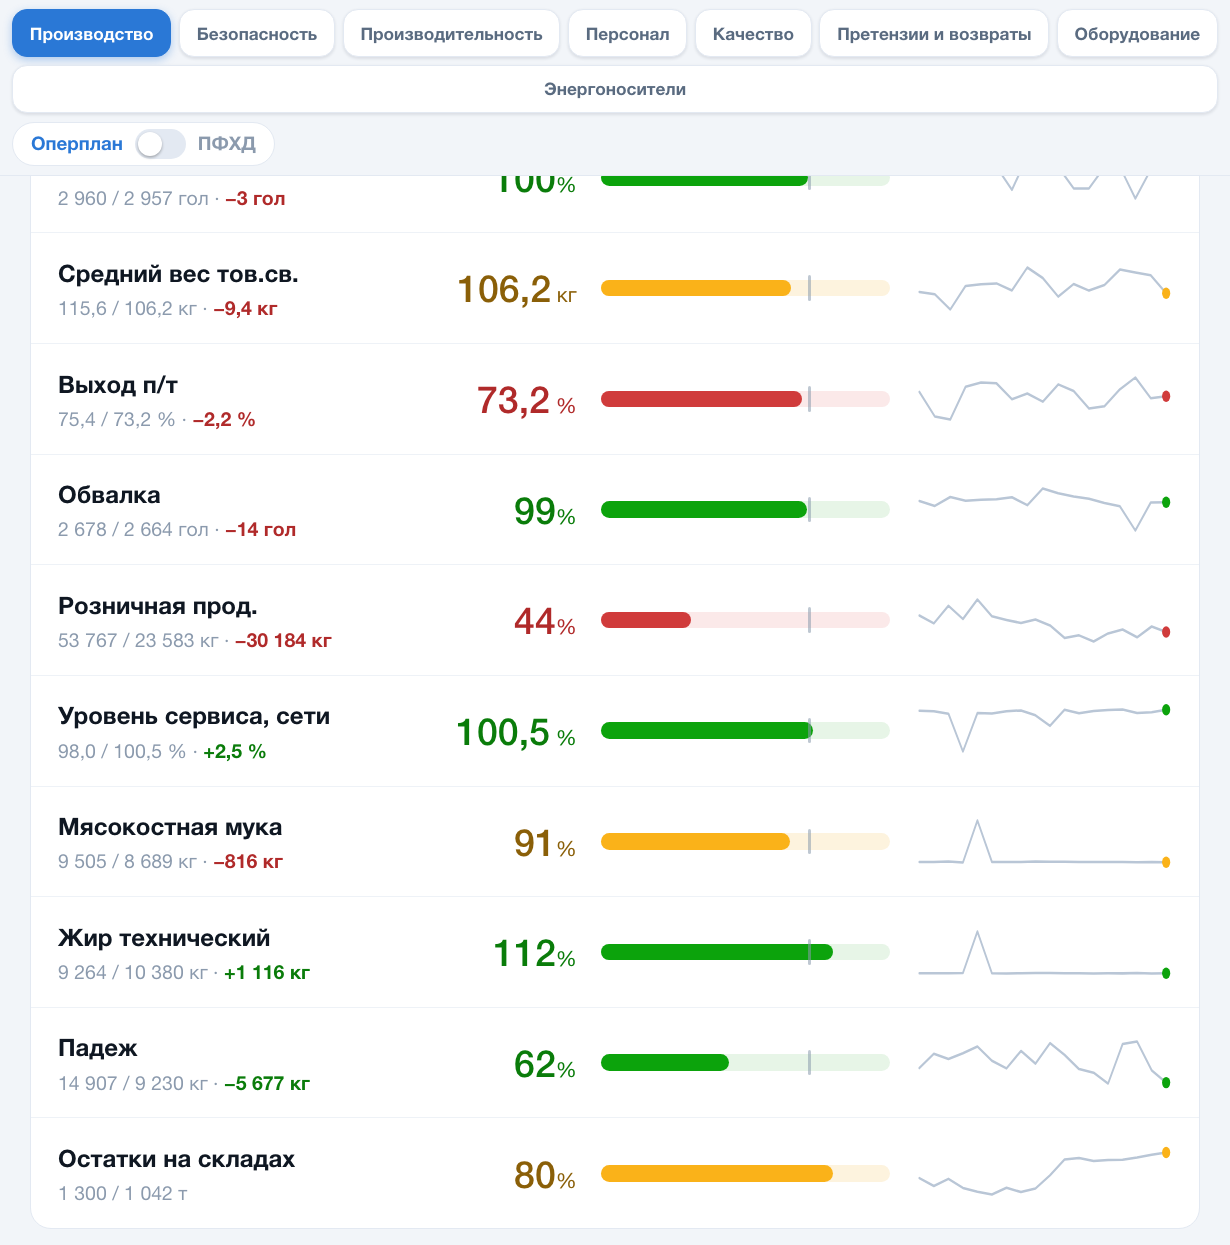 Производство
Безопасность
Производительность
Персонал
Качество
Претензии и возвраты
Оборудование
Энергоносители
Оперплан
ПФХД
100%
2 960 / 2 957 гол · −3 гол
Средний вес тов.св.
106,2 кг
115,6 / 106,2 кг · −9,4 кг
Выход п/т
73,2 %
75,4 / 73,2 % · −2,2 %
Обвалка
99%
2 678 / 2 664 гол · −14 гол
Розничная прод.
44%
53 767 / 23 583 кг · −30 184 кг
Уровень сервиса, сети
100,5 %
98,0 / 100,5 % · +2,5 %
Мясокостная мука
91%
9 505 / 8 689 кг · −816 кг
Жир технический
112%
9 264 / 10 380 кг · +1 116 кг
Падеж
62%
14 907 / 9 230 кг · −5 677 кг
Остатки на складах
80%
1 300 / 1 042 т